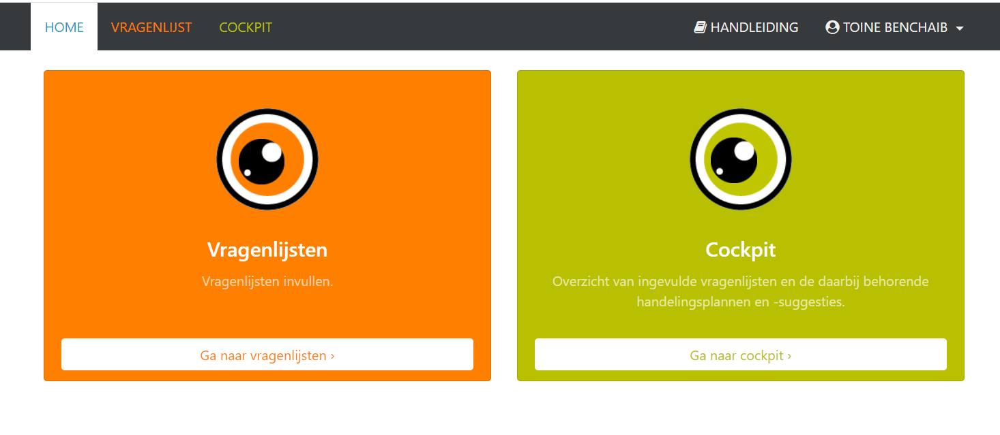 HOME VRAGENLIJST COCKPIT HANDLEIDING TOINE BENCHAIB
Vragenlijsten
Vragenlijsten invullen.
Ga naar vragenlijsten ›
Cockpit
Overzicht van ingevulde vragenlijsten en de daarbij behorende
handelingsplannen en -suggesties.
Ga naar cockpit ›